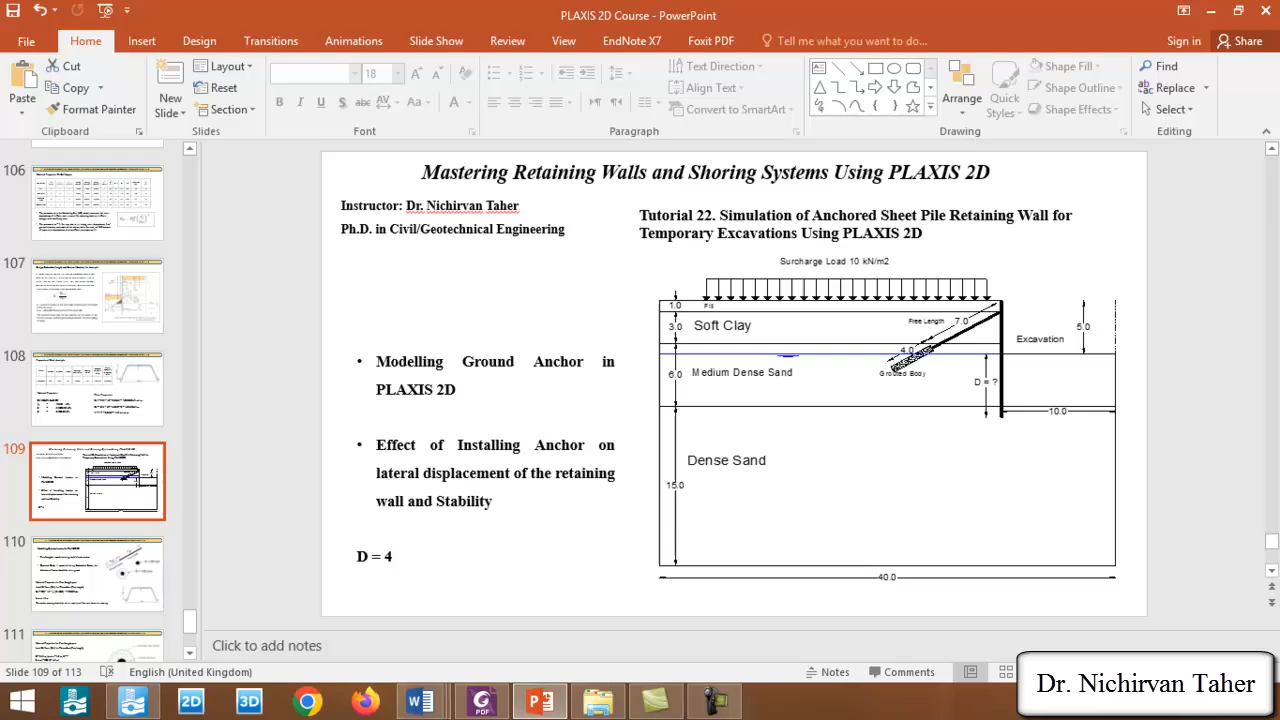 PLAXIS 2D Course - PowerPoint
File Home Insert Design Transitions Animations Slide Show Review View EndNote X7 Foxit PDF Tell me what you want to do... Sign in Share
Cut
Copy
Format Painter
Paste
Clipboard
New
Slide
Layout
Reset
Section
Slides
18
B I U S abc AV Aa A
Font
Text Direction
Align Text
Convert to SmartArt
Paragraph
Arrange
Quick
Styles
Shape Fill
Shape Outline
Shape Effects
Drawing
Find
Replace
Select
Editing
106
107
108
109
110
111
Mastering Retaining Walls and Shoring Systems Using PLAXIS 2D
Instructor: Dr. Nichirvan Taher
Ph.D. in Civil/Geotechnical Engineering
Tutorial 22. Simulation of Anchored Sheet Pile Retaining Wall for
Temporary Excavations Using PLAXIS 2D
• Modelling Ground Anchor in
PLAXIS 2D
• Effect of Installing Anchor on
lateral displacement of the retaining
wall and Stability
D = 4
Surcharge Load 10 kN/m2
1.0
Fill
3.0
Soft Clay
Free Length
7.0
4.0
Grouted Body
Excavation
5.0
6.0
Medium Dense Sand
D = ?
10.0
Dense Sand
15.0
40.0
Click to add notes
Slide 109 of 113
English (United Kingdom)
Notes
Comments
2D
3D
PDF
Dr. Nichirvan Taher